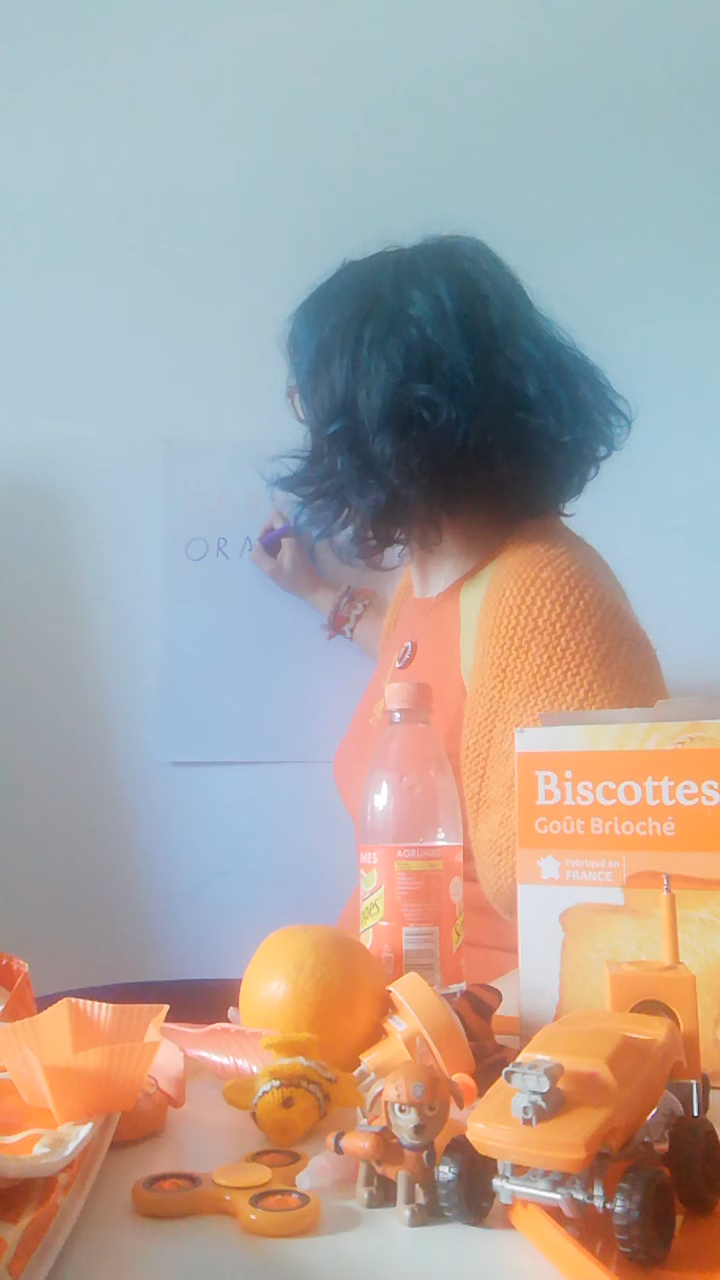 ORA
Biscottes
Goût Brioché
Fabriqué en
FRANCE
AGRUMES